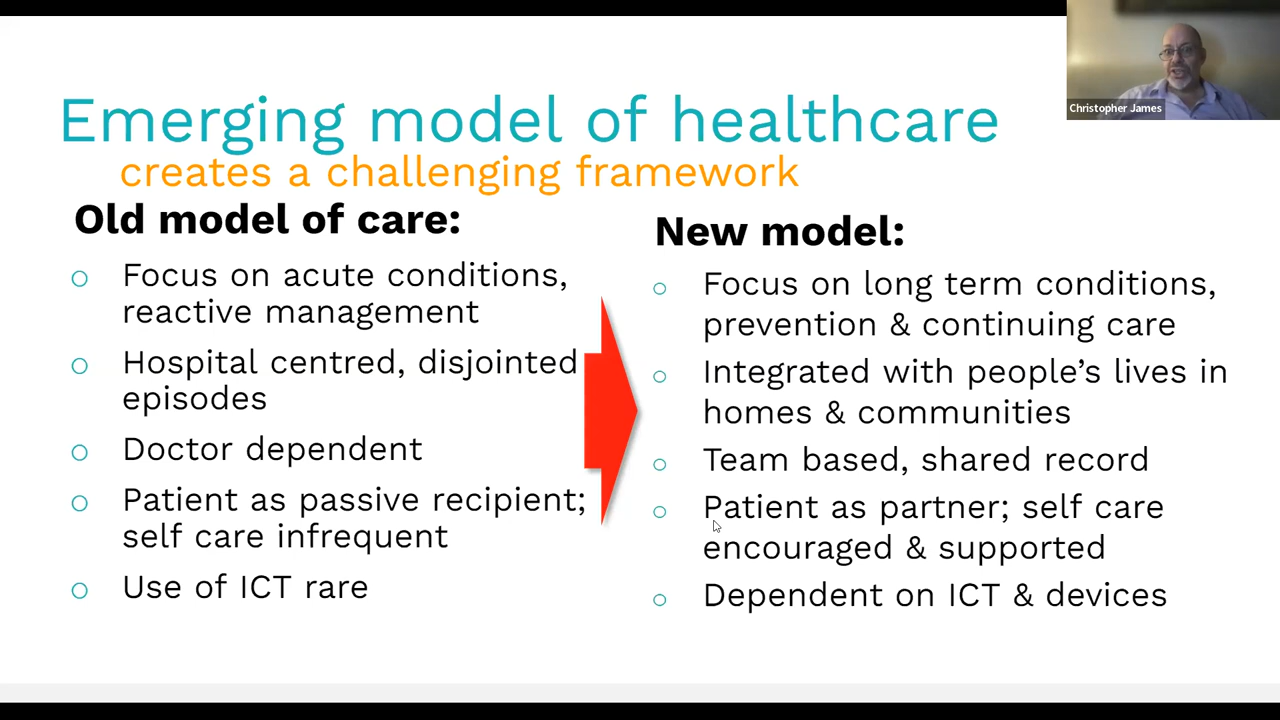 Christopher James
Emerging model of healthcare
creates a challenging framework
Old model of care:
Focus on acute conditions,
reactive management
Hospital centred, disjointed
episodes
Doctor dependent
Patient as passive recipient;
self care infrequent
Use of ICT rare
New model:
Focus on long term conditions,
prevention & continuing care
Integrated with people’s lives in
homes & communities
Team based, shared record
Patient as partner; self care
encouraged & supported
Dependent on ICT & devices